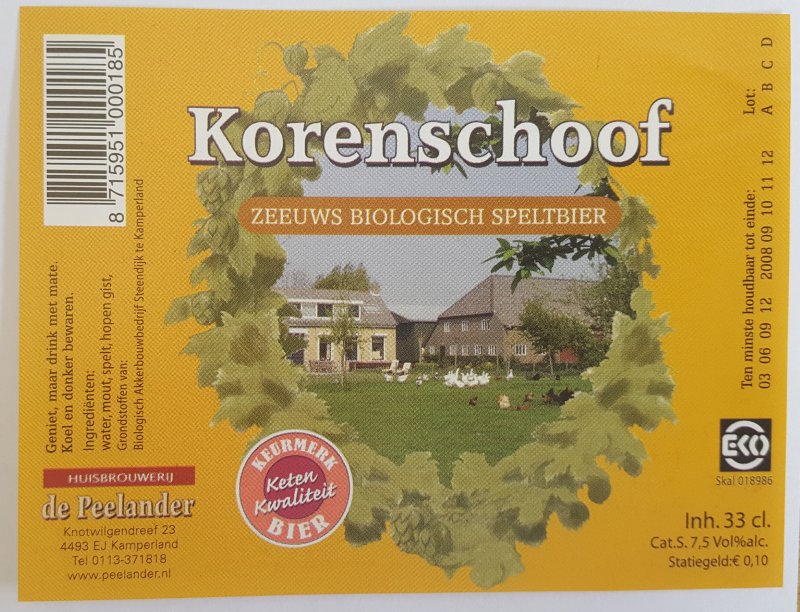 8 715951 000185
Korenschoof
ZEEUWS BIOLOGISCH SPELTBIER
Geniet, maar drink met mate.
Koel en donker bewaren.
Ingrediënten:
water, mout, spelt, hopen gist,
Grondstoffen van:
Biologisch Akkerbouwbedrijf Steendijk te Kamperland
HUISBROUWERIJ
de Peelander
Knotwilgendreef 23
4493 EJ Kamperland
Tel 0113-371818
www.peelander.nl
KEURMERK
Keten
Kwaliteit
BIER
Ten minste houdbaar tot einde: Lot:
03 06 09 12 2008 09 10 11 12 A B C D
EKO
Skal 018986
Inh. 33 cl.
Cat.S. 7,5 Vol%alc.
Statiegeld:€ 0,10